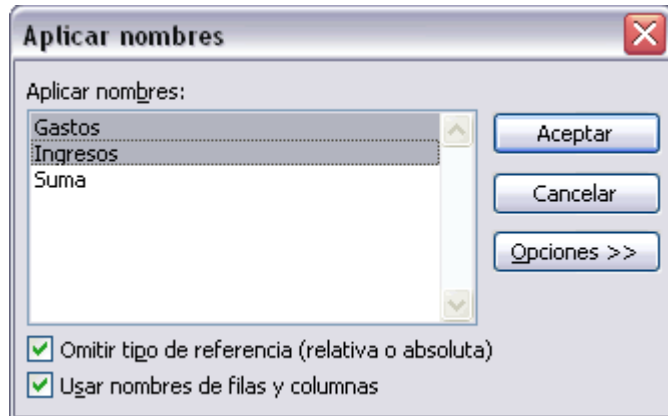 Aplicar nombres
Aplicar nombres:
Gastos
Ingresos
Suma
Aceptar
Cancelar
Opciones >>
Omitir tipo de referencia (relativa o absoluta)
Usar nombres de filas y columnas